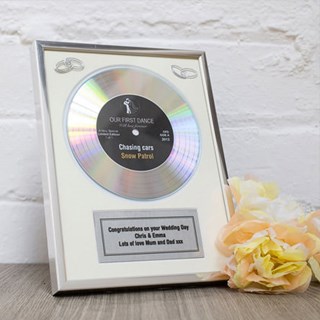 OUR FIRST DANCE
Chasing cars
Snow Patrol
Congratulations on your Wedding Day
Chris & Emma
Lots of love Mum and Dad xxx